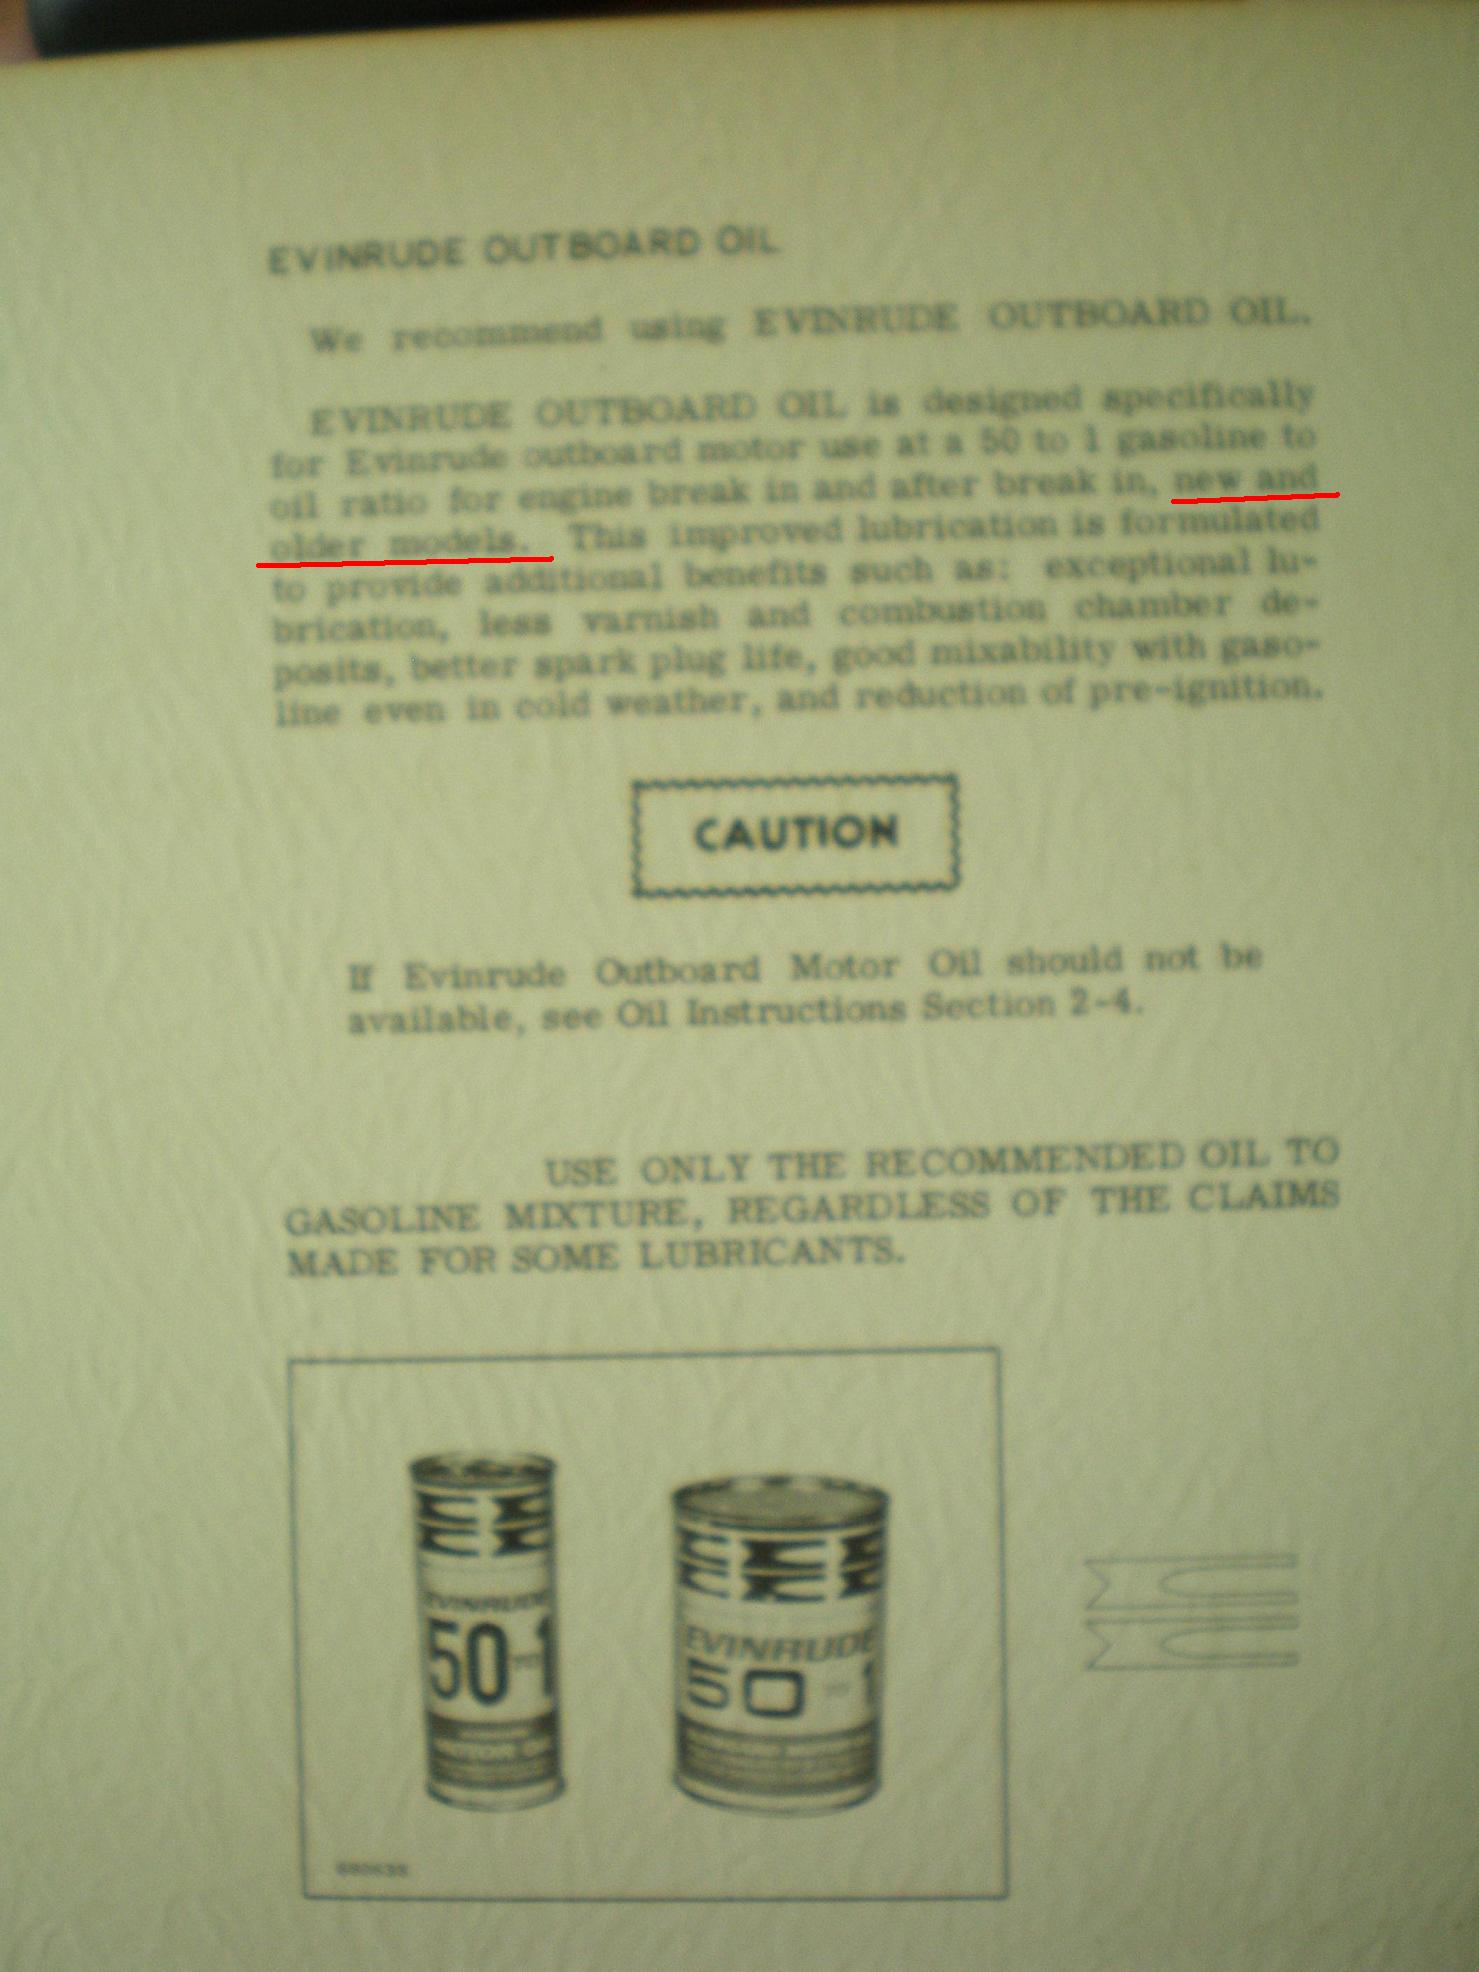 EVINRUDE OUTBOARD OIL
We recommend using EVINRUDE OUTBOARD OIL.
EVINRUDE OUTBOARD OIL is designed specifically
for Evinrude outboard motor use at a 50 to 1 gasoline to
oil ratio for engine break in and after break in, new and
older models. This improved lubrication is formulated
to provide additional benefits such as: exceptional lu-
brication, less varnish and combustion chamber de-
posits, better spark plug life, good mixability with gaso-
line even in cold weather, and reduction of pre-ignition.
CAUTION
If Evinrude Outboard Motor Oil should not be
available, see Oil Instructions Section 2-4.
USE ONLY THE RECOMMENDED OIL TO
GASOLINE MIXTURE, REGARDLESS OF THE CLAIMS
MADE FOR SOME LUBRICANTS.
EVINRUDE
50 1
MOTOR
EVINRUDE
50 1